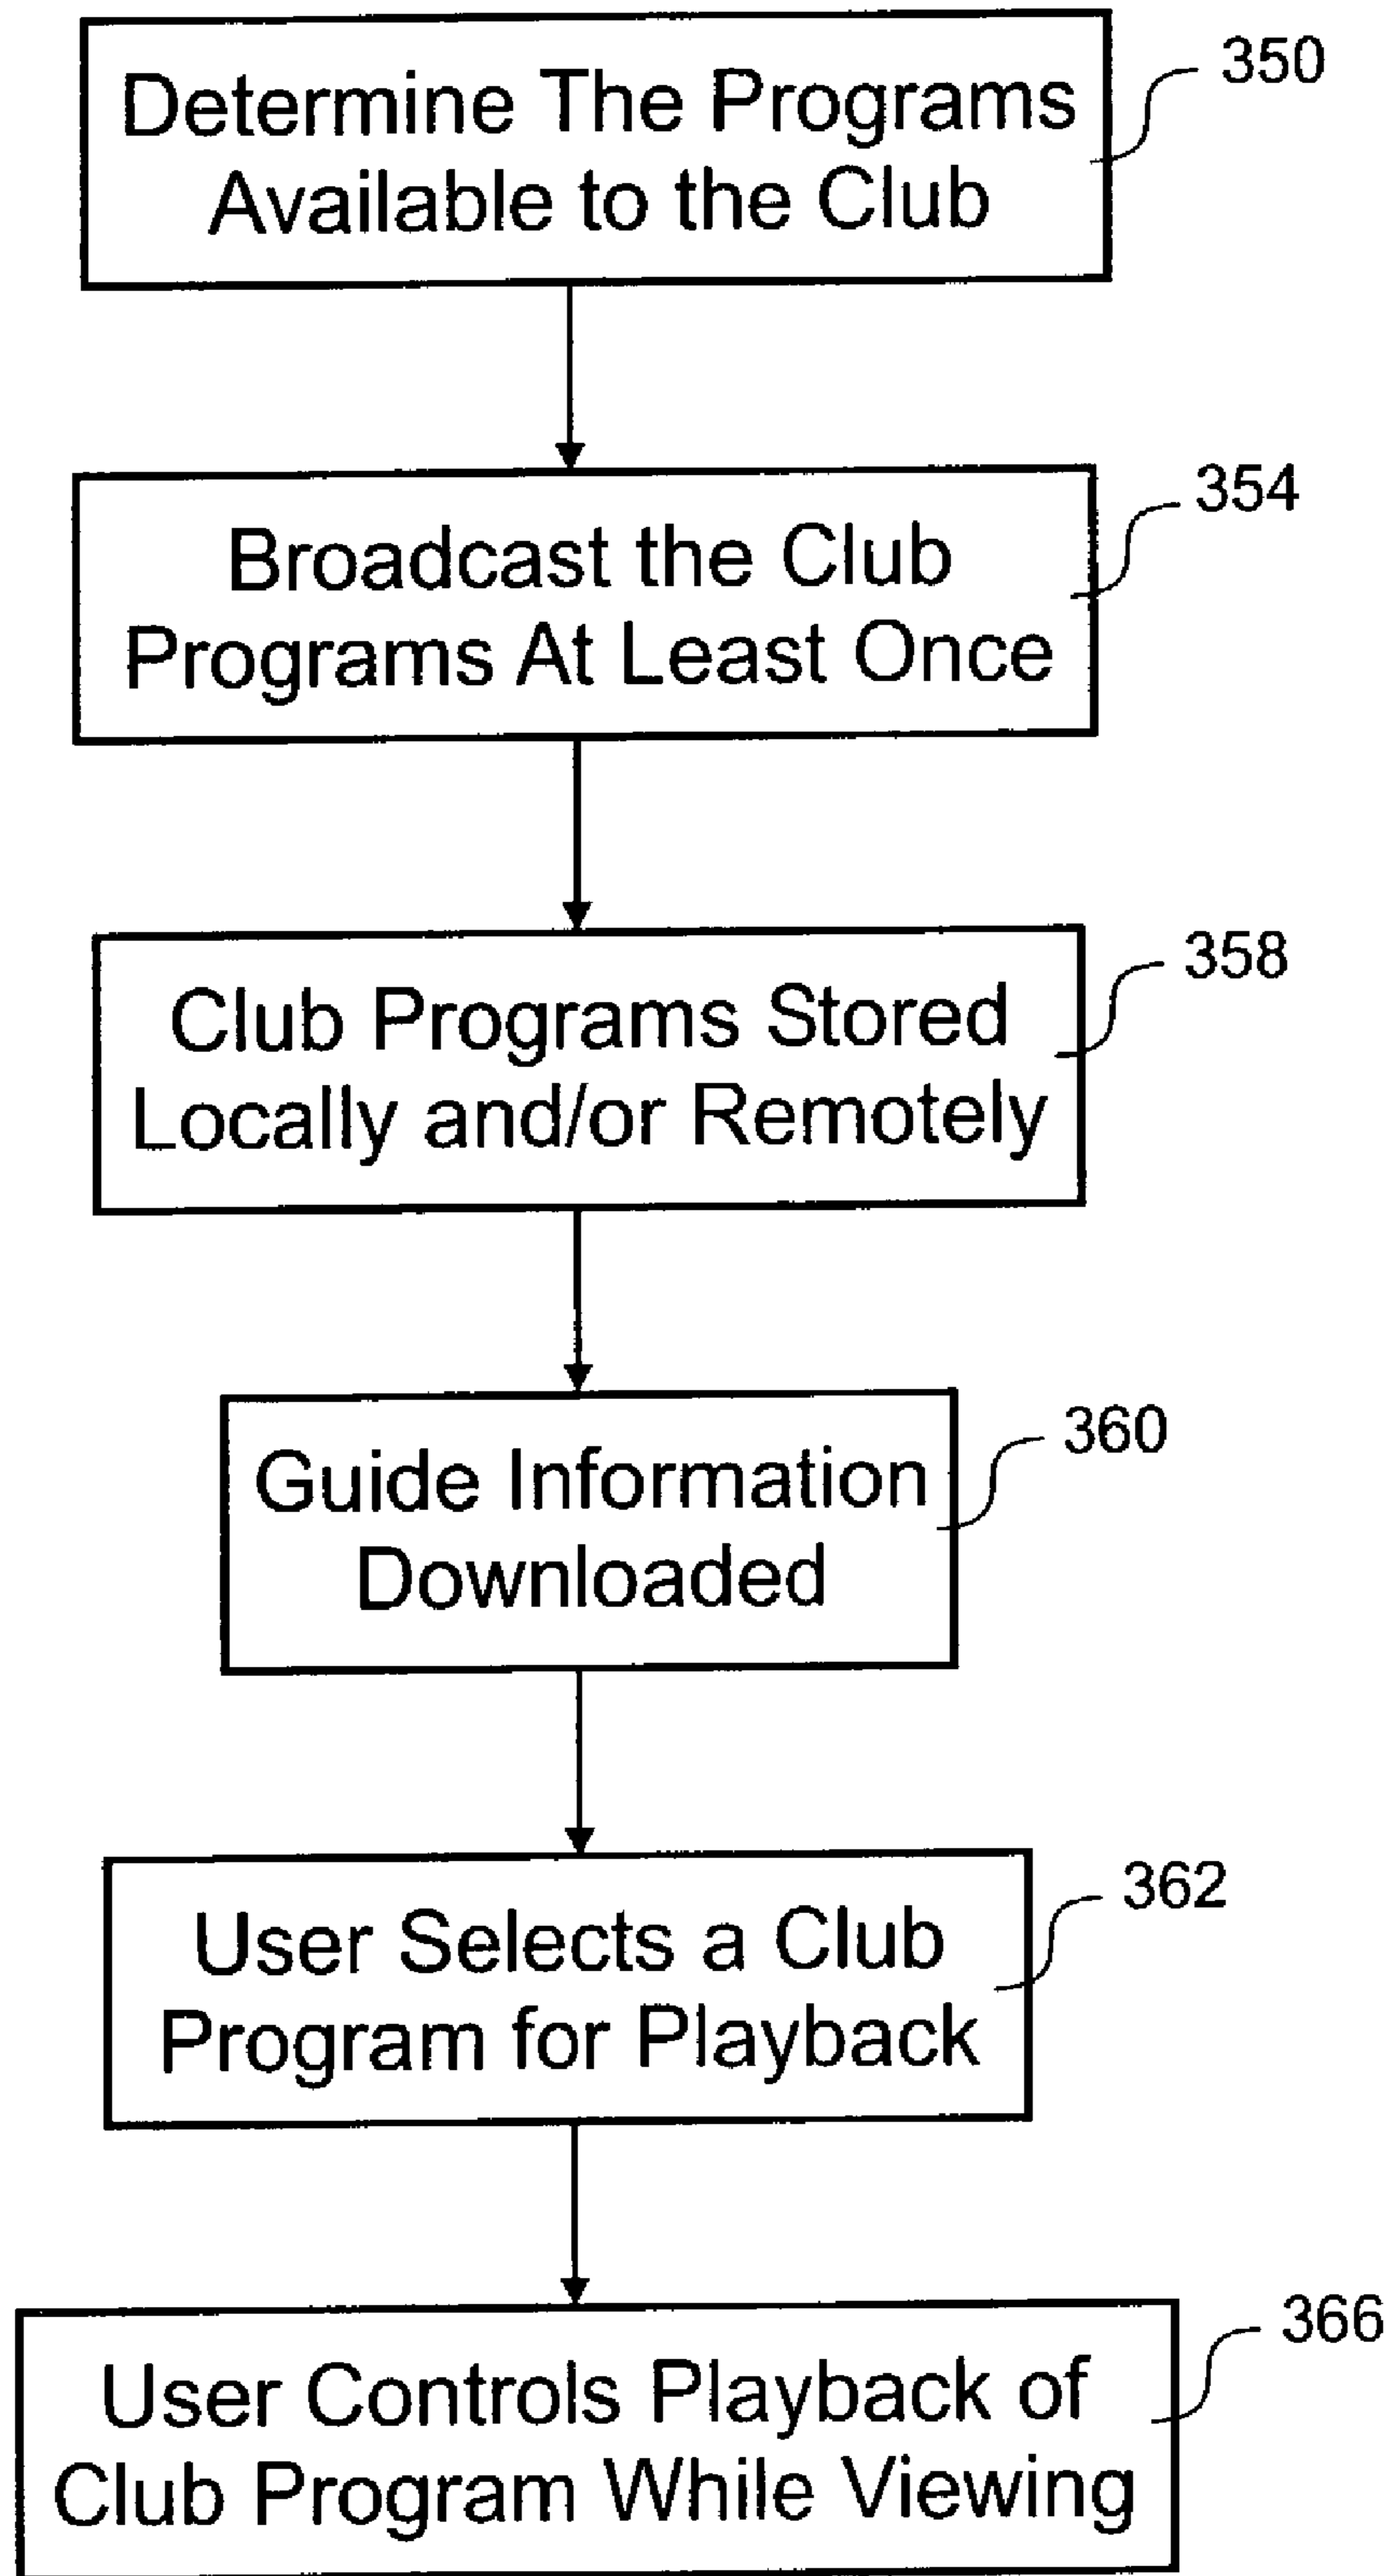 Determine The Programs
Available to the Club
350
Broadcast the Club
Programs At Least Once
354
Club Programs Stored
Locally and/or Remotely
358
Guide Information
Downloaded
360
User Selects a Club
Program for Playback
362
User Controls Playback of
Club Program While Viewing
366